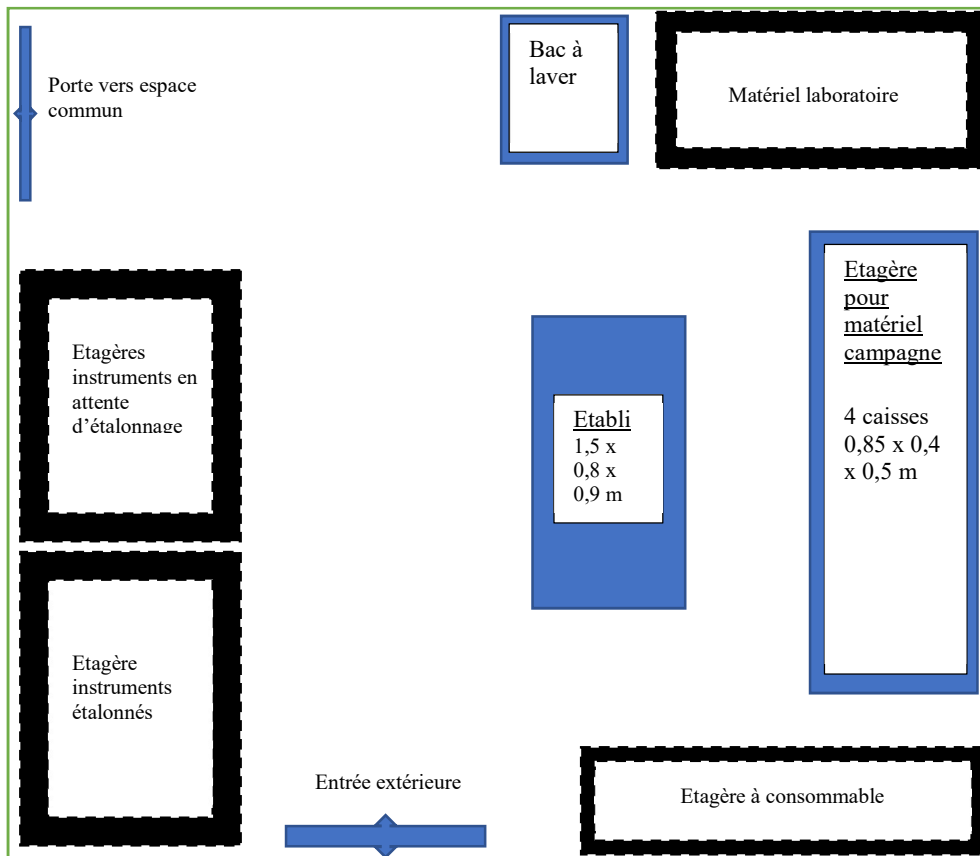 Porte vers espace
commun
Bac à
laver
Matériel laboratoire
Etagères
instruments en
attente
d’étalonnage
Etabli
1,5 x
0,8 x
0,9 m
Etagère
pour
matériel
campagne
4 caisses
0,85 x 0,4
x 0,5 m
Etagère
instruments
étalonnés
Entrée extérieure
Etagère à consommable